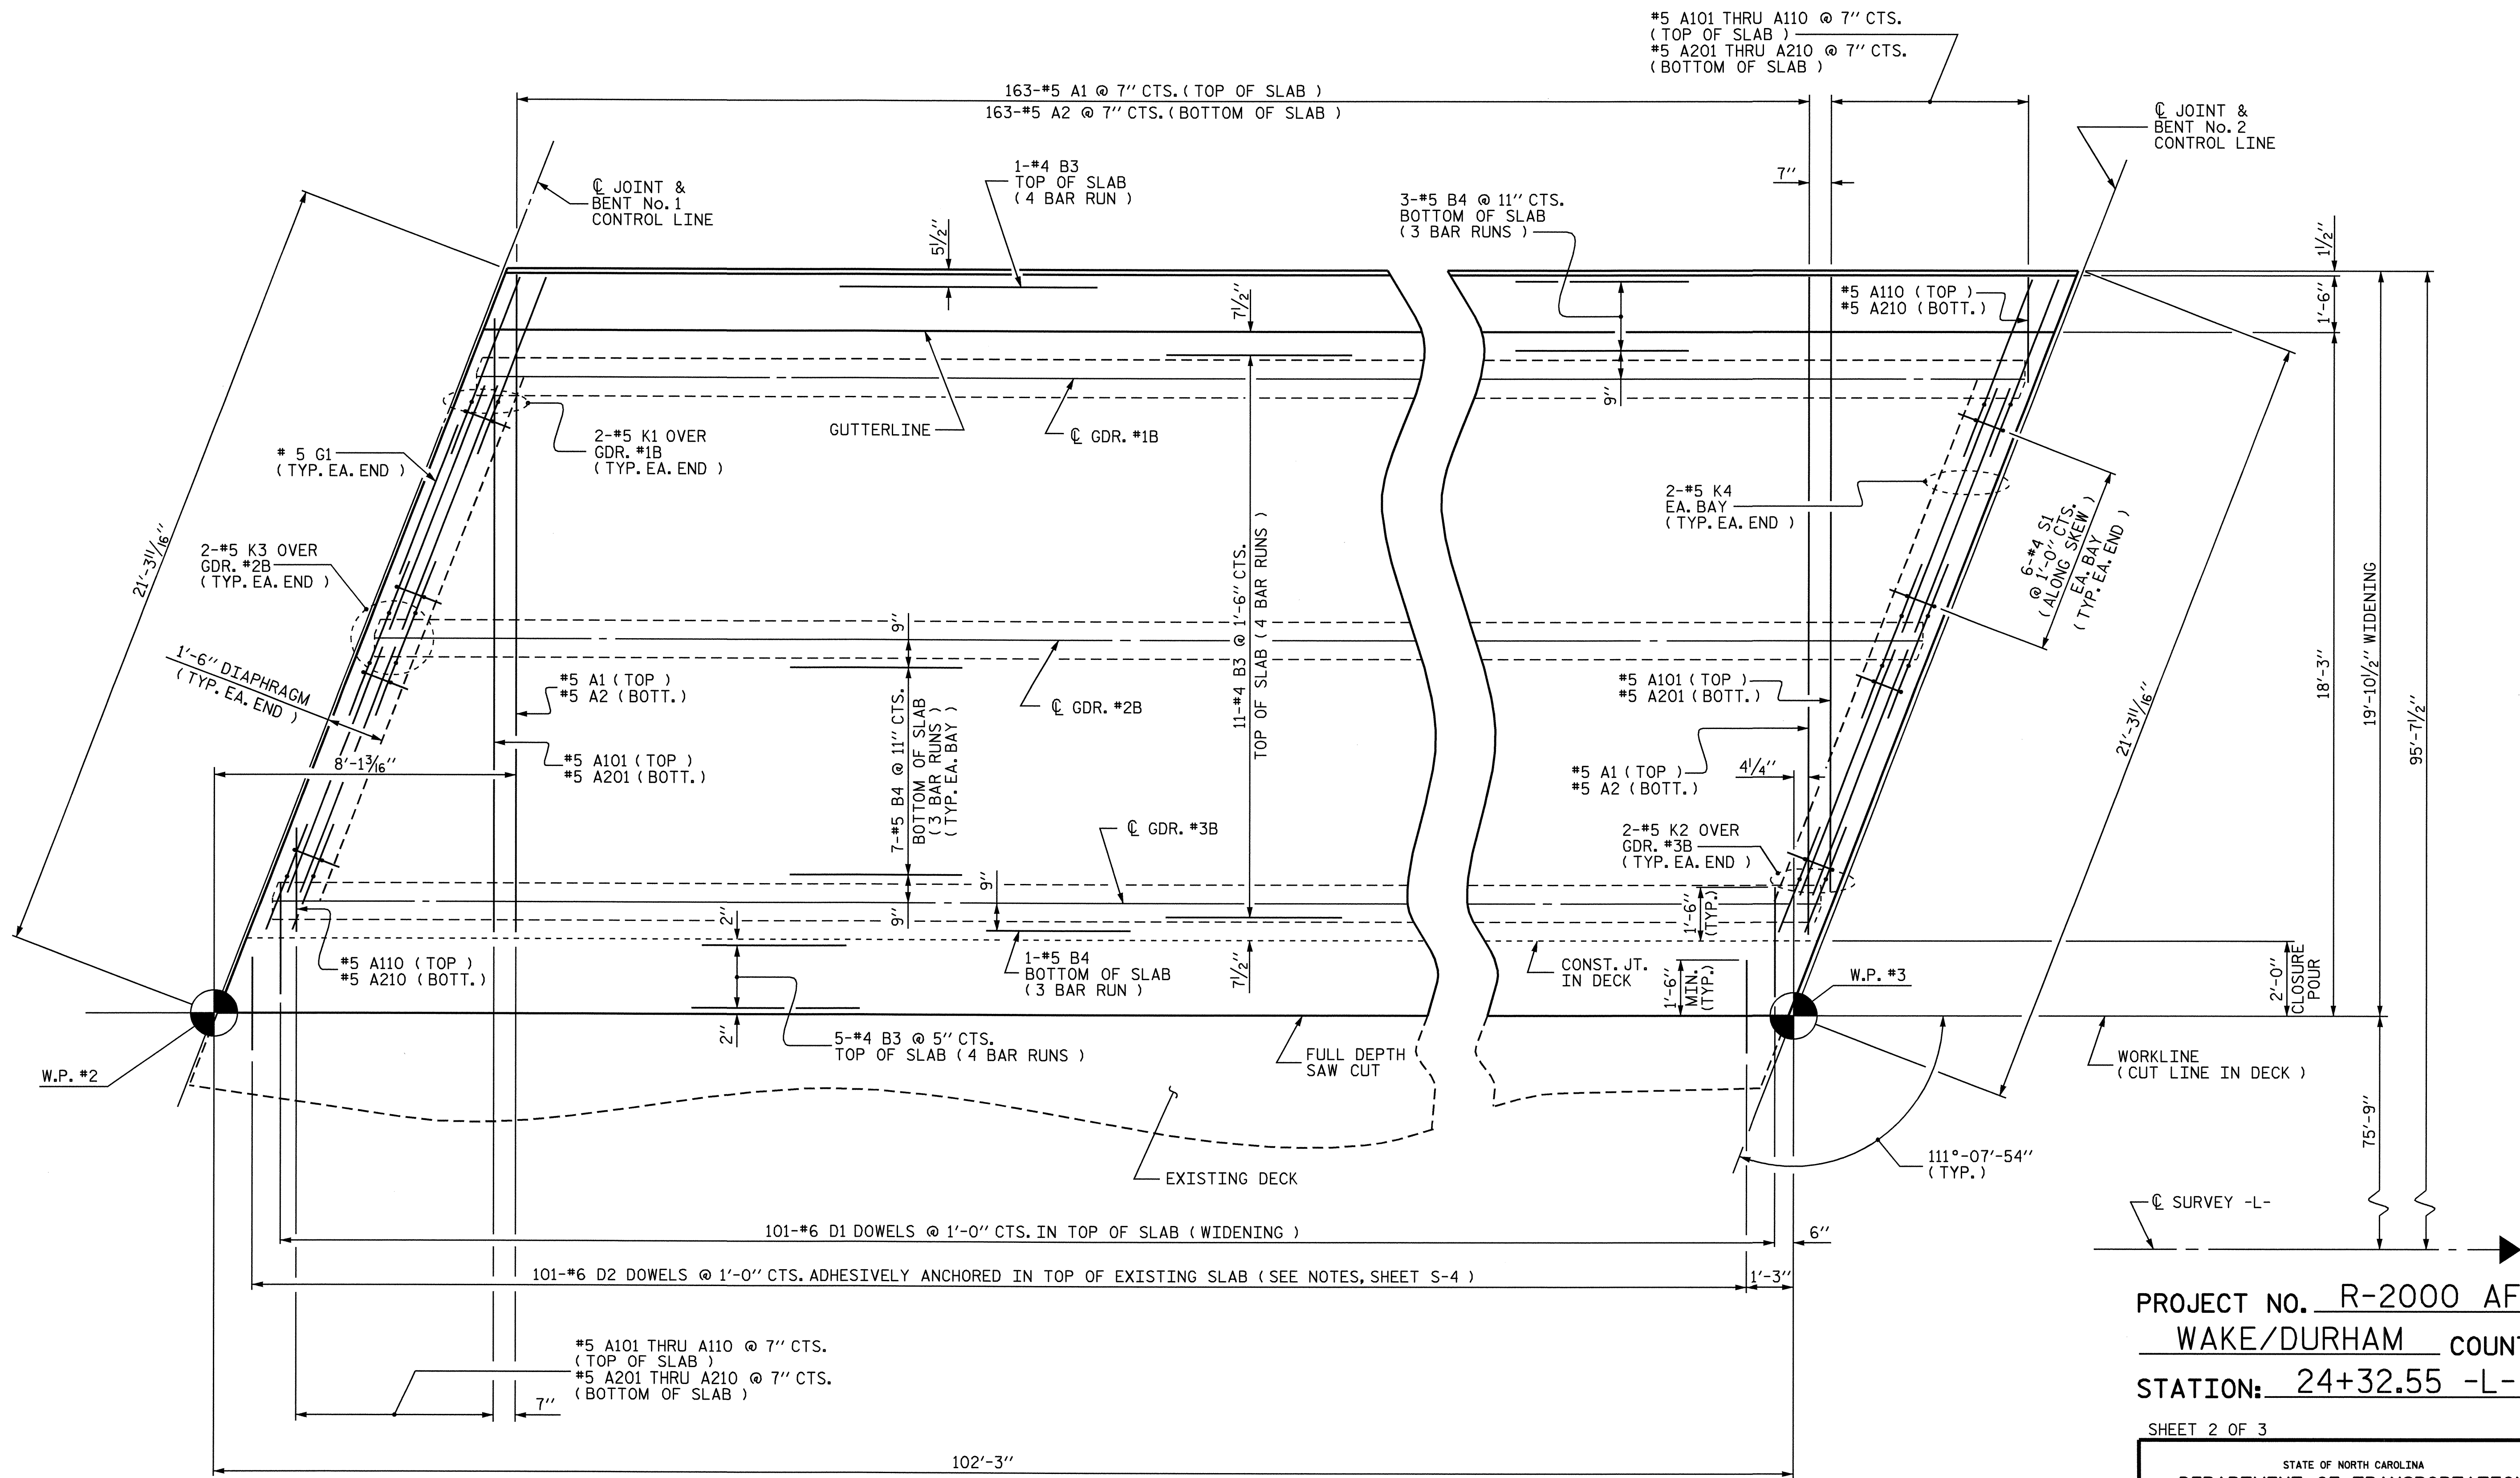 #5 A101 THRU A110 @ 7" CTS.
( TOP OF SLAB )
#5 A201 THRU A210 @ 7" CTS.
( BOTTOM OF SLAB )
163-#5 A1 @ 7" CTS. ( TOP OF SLAB )
163-#5 A2 @ 7" CTS. ( BOTTOM OF SLAB )
℄ JOINT &
BENT No. 2
CONTROL LINE
1-#4 B3
TOP OF SLAB
( 4 BAR RUN )
7"
℄ JOINT &
BENT No. 1
CONTROL LINE
3-#5 B4 @ 11" CTS.
BOTTOM OF SLAB
( 3 BAR RUNS )
5½"
1½"
7½"
#5 A110 ( TOP )
#5 A210 ( BOTT. )
1'-6"
9"
GUTTERLINE
℄ GDR. #1B
2-#5 K1 OVER
GDR. #1B
( TYP. EA. END )
# 5 G1
( TYP. EA. END )
2-#5 K4
EA. BAY
( TYP. EA. END )
6-#4 S1
@ 1'-0" CTS.
( ALONG SKEW )
EA. BAY
( TYP. EA. END )
21'-3 11/16"
2-#5 K3 OVER
GDR. #2B
( TYP. EA. END )
11-#4 B3 @ 1'-6" CTS.
TOP OF SLAB ( 4 BAR RUNS )
19'-10½" WIDENING
18'-3"
95'-7½"
9"
1'-6" DIAPHRAGM
( TYP. EA. END )
#5 A1 ( TOP )
#5 A2 ( BOTT. )
7-#5 B4 @ 11" CTS.
BOTTOM OF SLAB
( 3 BAR RUNS )
( TYP. EA. BAY )
℄ GDR. #2B
#5 A101 ( TOP )
#5 A201 ( BOTT. )
21'-3 11/16"
8'-1 3/16"
#5 A101 ( TOP )
#5 A201 ( BOTT. )
#5 A1 ( TOP )
#5 A2 ( BOTT. )
4¼"
℄ GDR. #3B
2-#5 K2 OVER
GDR. #3B
( TYP. EA. END )
9"
9"
2"
1'-6"
(TYP.)
#5 A110 ( TOP )
#5 A210 ( BOTT. )
1-#5 B4
BOTTOM OF SLAB
( 3 BAR RUN )
7½"
CONST. JT.
IN DECK
1'-6"
MIN.
(TYP.)
W.P. #3
2'-0"
CLOSURE
POUR
2"
5-#4 B3 @ 5" CTS.
TOP OF SLAB ( 4 BAR RUNS )
FULL DEPTH
SAW CUT
WORKLINE
( CUT LINE IN DECK )
W.P. #2
75'-9"
EXISTING DECK
111°-07'-54"
( TYP. )
℄ SURVEY -L-
101-#6 D1 DOWELS @ 1'-0" CTS. IN TOP OF SLAB ( WIDENING )
6"
101-#6 D2 DOWELS @ 1'-0" CTS. ADHESIVELY ANCHORED IN TOP OF EXISTING SLAB ( SEE NOTES, SHEET S-4 )
1'-3"
PROJECT NO. R-2000 AF
WAKE/DURHAM COUN
STATION: 24+32.55 -L-
#5 A101 THRU A110 @ 7" CTS.
( TOP OF SLAB )
#5 A201 THRU A210 @ 7" CTS.
( BOTTOM OF SLAB )
7"
SHEET 2 OF 3
102'-3"
STATE OF NORTH CAROLINA